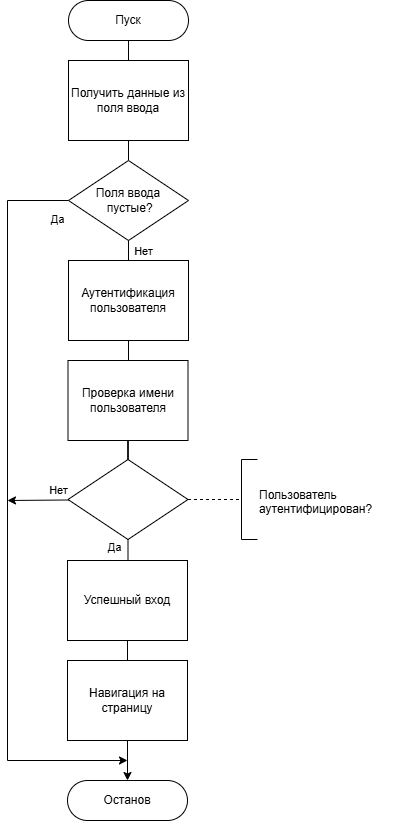 Пуск
Получить данные из
поля ввода
Поля ввода
пустые?
Да
Нет
Аутентификация
пользователя
Проверка имени
пользователя
Нет
Пользователь
аутентифицирован?
Да
Успешный вход
Навигация на
страницу
Останов